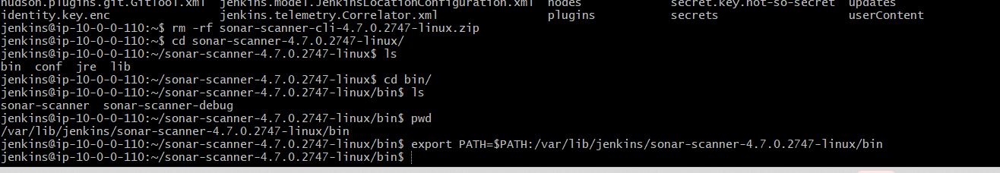 hudson.plugins.git.GitTool.xml jenkins.model.JenkinsLocationConfiguration.xml nodes secret.key.not-so-secret updates
identity.key.enc jenkins.telemetry.Correlator.xml plugins secrets userContent
jenkins@ip-10-0-0-110:~$ rm -rf sonar-scanner-cli-4.7.0.2747-linux.zip
jenkins@ip-10-0-0-110:~$ cd sonar-scanner-4.7.0.2747-linux/
jenkins@ip-10-0-0-110:~/sonar-scanner-4.7.0.2747-linux$ ls
bin conf jre lib
jenkins@ip-10-0-0-110:~/sonar-scanner-4.7.0.2747-linux$ cd bin/
jenkins@ip-10-0-0-110:~/sonar-scanner-4.7.0.2747-linux/bin$ ls
sonar-scanner sonar-scanner-debug
jenkins@ip-10-0-0-110:~/sonar-scanner-4.7.0.2747-linux/bin$ pwd
/var/lib/jenkins/sonar-scanner-4.7.0.2747-linux/bin
jenkins@ip-10-0-0-110:~/sonar-scanner-4.7.0.2747-linux/bin$ export PATH=$PATH:/var/lib/jenkins/sonar-scanner-4.7.0.2747-linux/bin
jenkins@ip-10-0-0-110:~/sonar-scanner-4.7.0.2747-linux/bin$